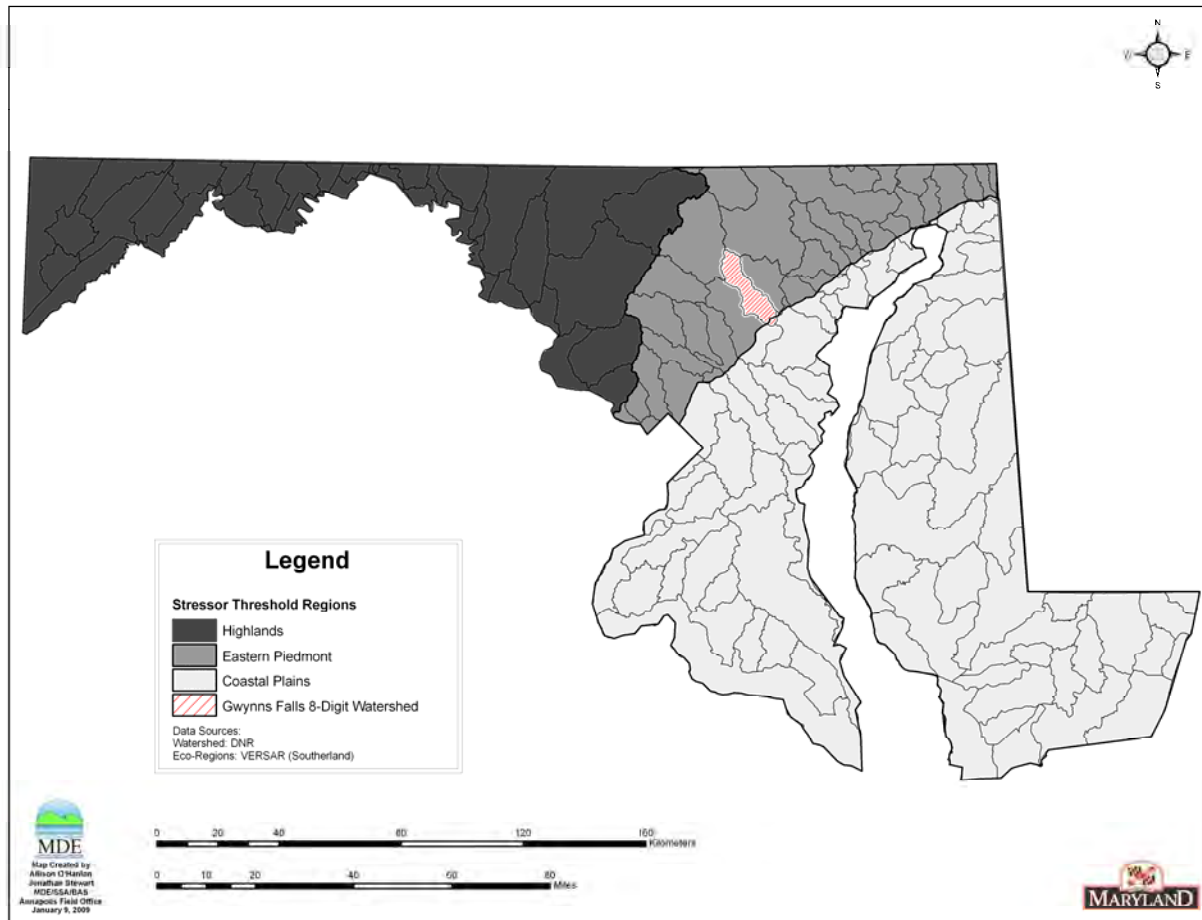 N
W E
S
Legend
Stressor Threshold Regions
Highlands
Eastern Piedmont
Coastal Plains
Gwynns Falls 8-Digit Watershed
Data Sources:
Watershed: DNR
Eco-Regions: VERSAR (Southerland)
MDE
Map Created by
Allison O'Hanlon
Jonathan Stewart
MDE/SSA/BAS
Annapolis Field Office
January 9, 2009
0 20 40 80 120 160
Kilometers
0 10 20 40 60 80
Miles
MARYLAND